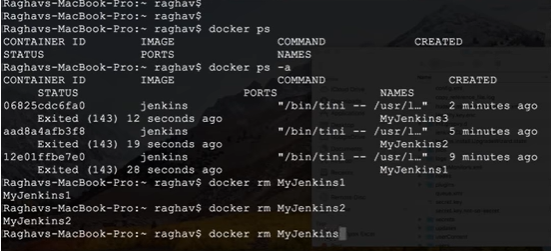 Raghavs-MacBook-Pro:~ raghav$
Raghavs-MacBook-Pro:~ raghav$
Raghavs-MacBook-Pro:~ raghav$ docker ps
CONTAINER ID IMAGE COMMAND CREATED
STATUS PORTS NAMES
Raghavs-MacBook-Pro:~ raghav$ docker ps -a
CONTAINER ID IMAGE COMMAND CREATED
STATUS PORTS NAMES
06825cdc6fa0 jenkins "/bin/tini -- /usr/l…" 2 minutes ago
Exited (143) 12 seconds ago MyJenkins3
aad8a4afb3f8 jenkins "/bin/tini -- /usr/l…" 5 minutes ago
Exited (143) 19 seconds ago MyJenkins2
12e01ffbe7e0 jenkins "/bin/tini -- /usr/l…" 9 minutes ago
Exited (143) 28 seconds ago MyJenkins1
Raghavs-MacBook-Pro:~ raghav$ docker rm MyJenkins1
MyJenkins1
Raghavs-MacBook-Pro:~ raghav$ docker rm MyJenkins2
MyJenkins2
Raghavs-MacBook-Pro:~ raghav$ docker rm MyJenkins